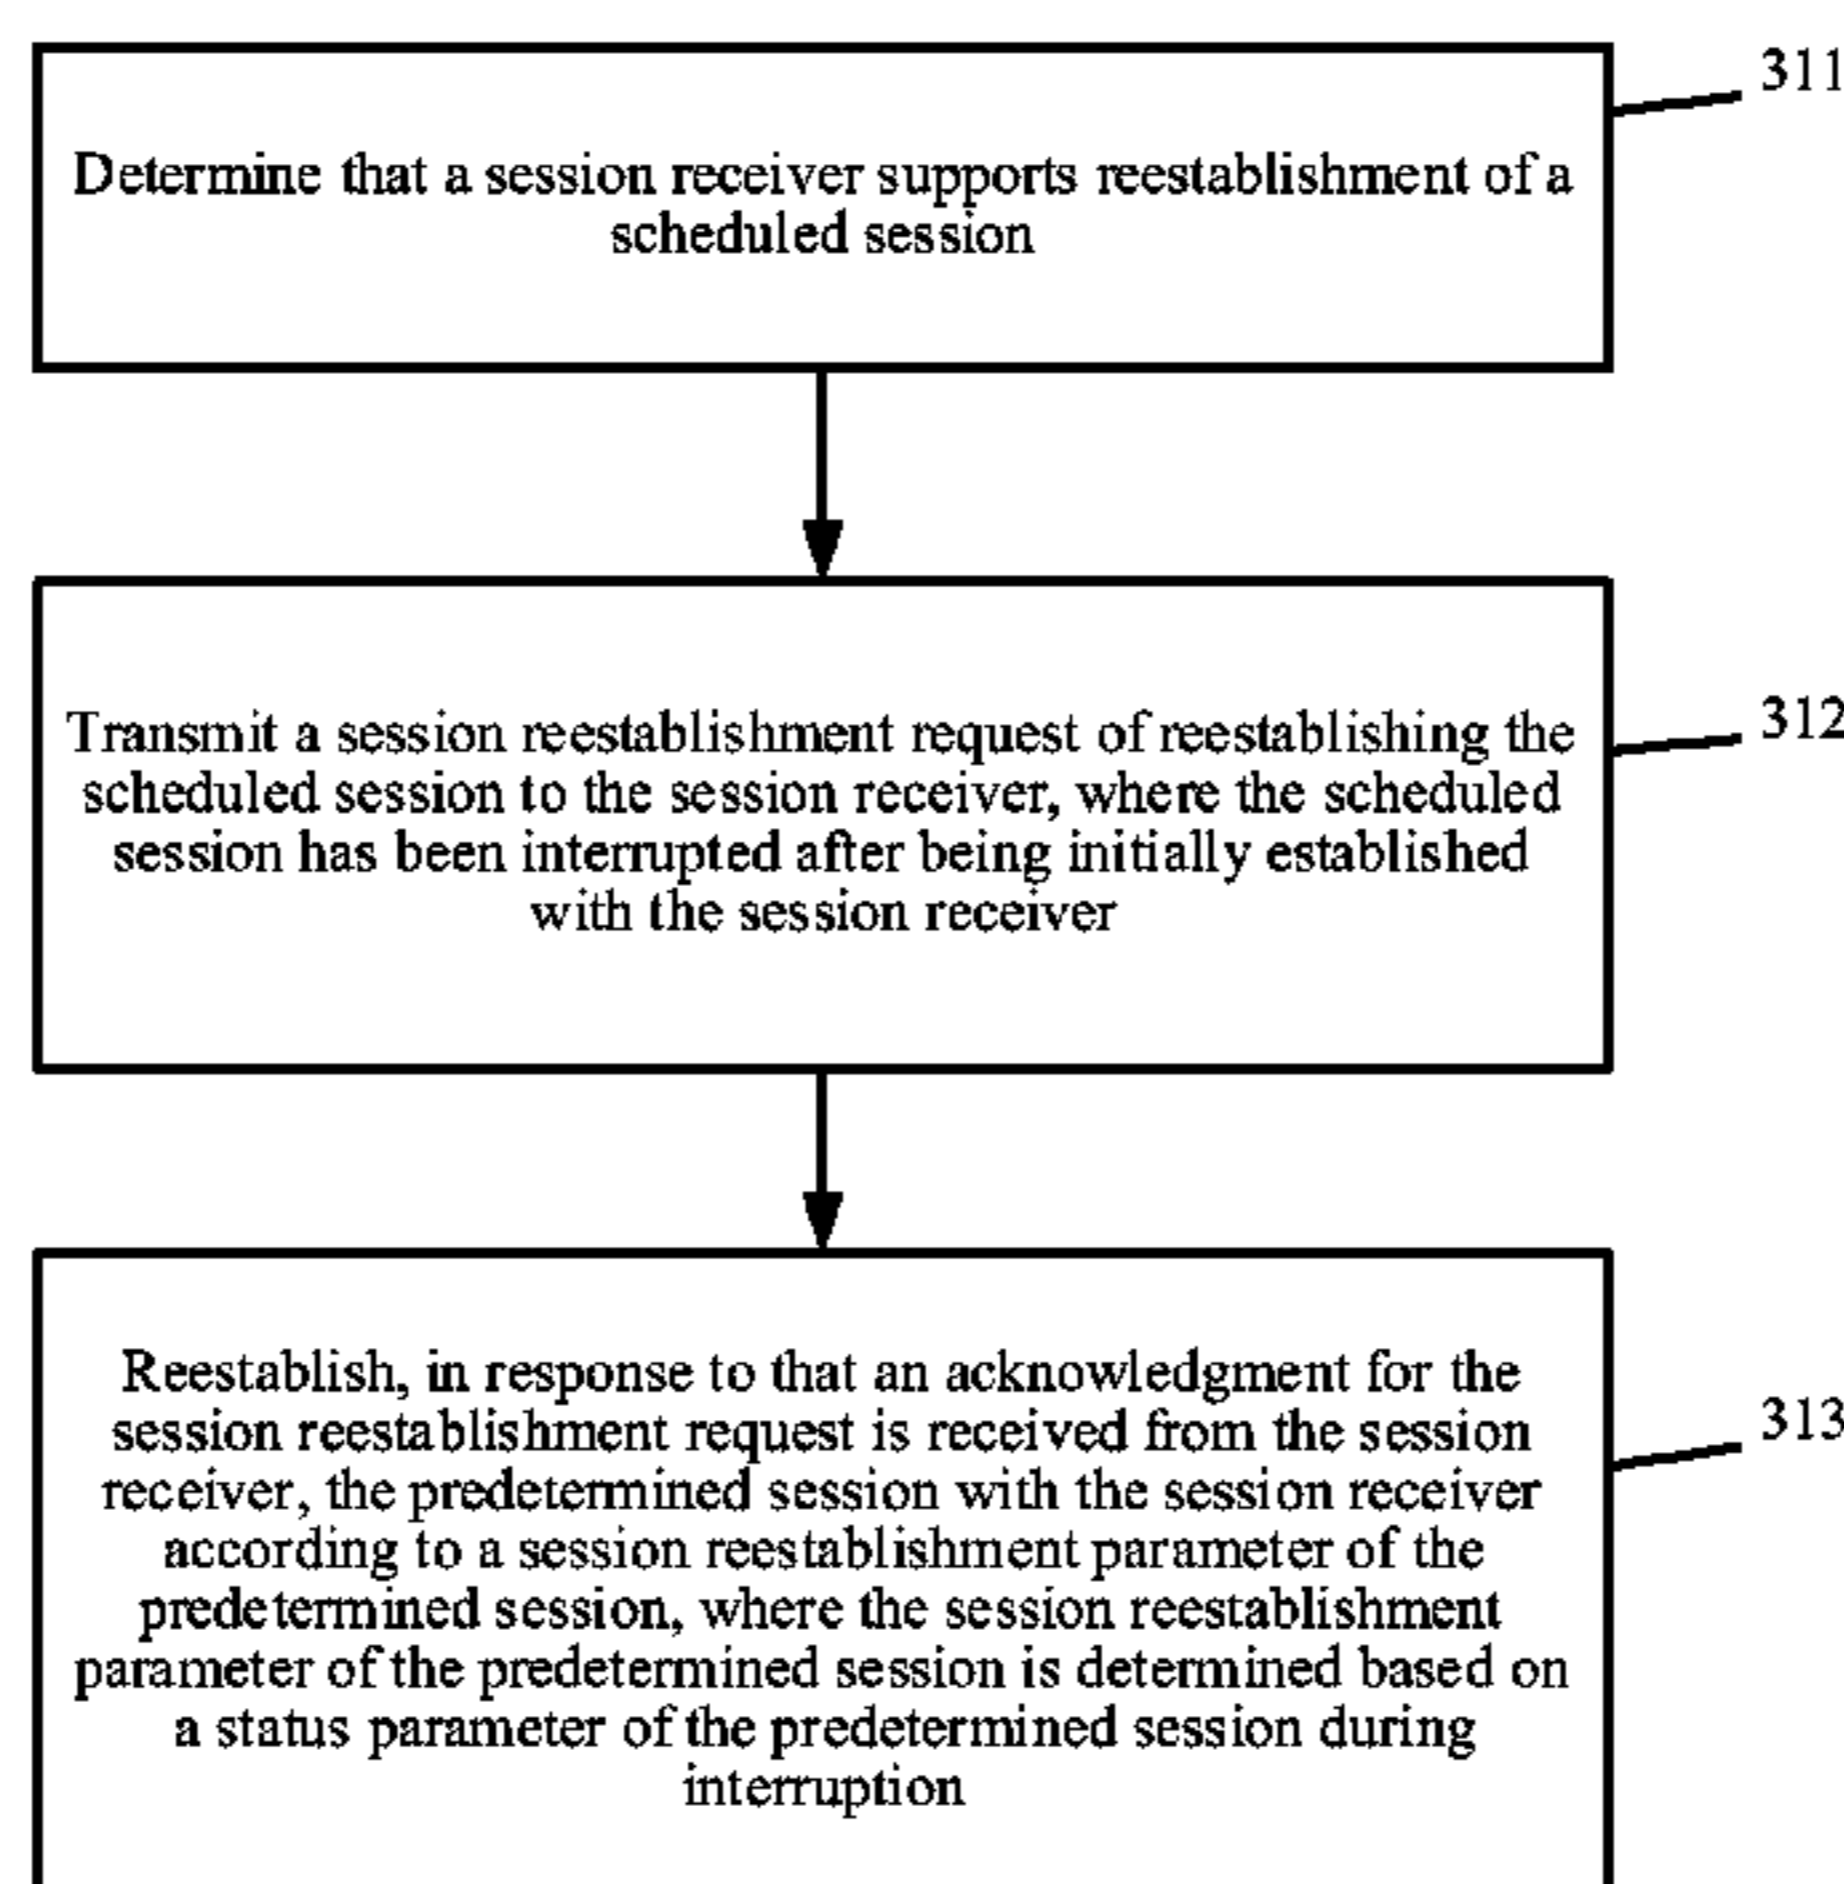 311
Determine that a session receiver supports reestablishment of a
scheduled session
312
Transmit a session reestablishment request of reestablishing the
scheduled session to the session receiver, where the scheduled
session has been interrupted after being initially established
with the session receiver
313
Reestablish, in response to that an acknowledgment for the
session reestablishment request is received from the session
receiver, the predetermined session with the session receiver
according to a session reestablishment parameter of the
predetermined session, where the session reestablishment
parameter of the predetermined session is determined based on
a status parameter of the predetermined session during
interruption